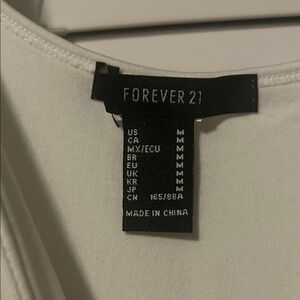 FOREVER 21
US M
CA M
MX/ECU M
BR M
EU M
UK M
KR M
JP M
CN 165/88A
MADE IN CHINA